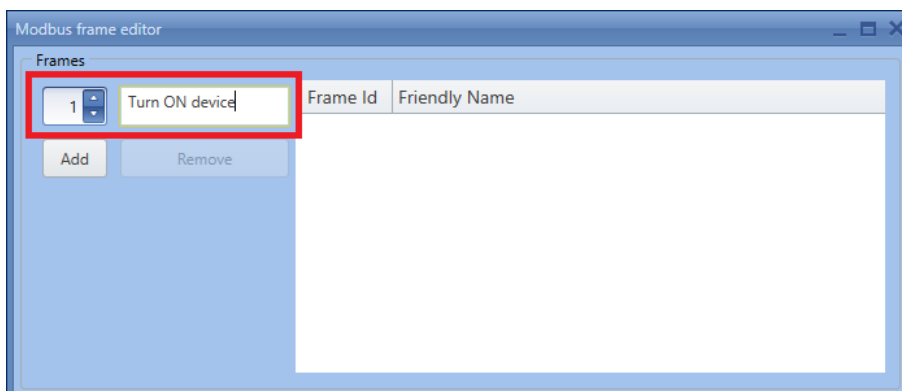 Modbus frame editor
Frames
1 Turn ON device Frame Id Friendly Name
Add Remove